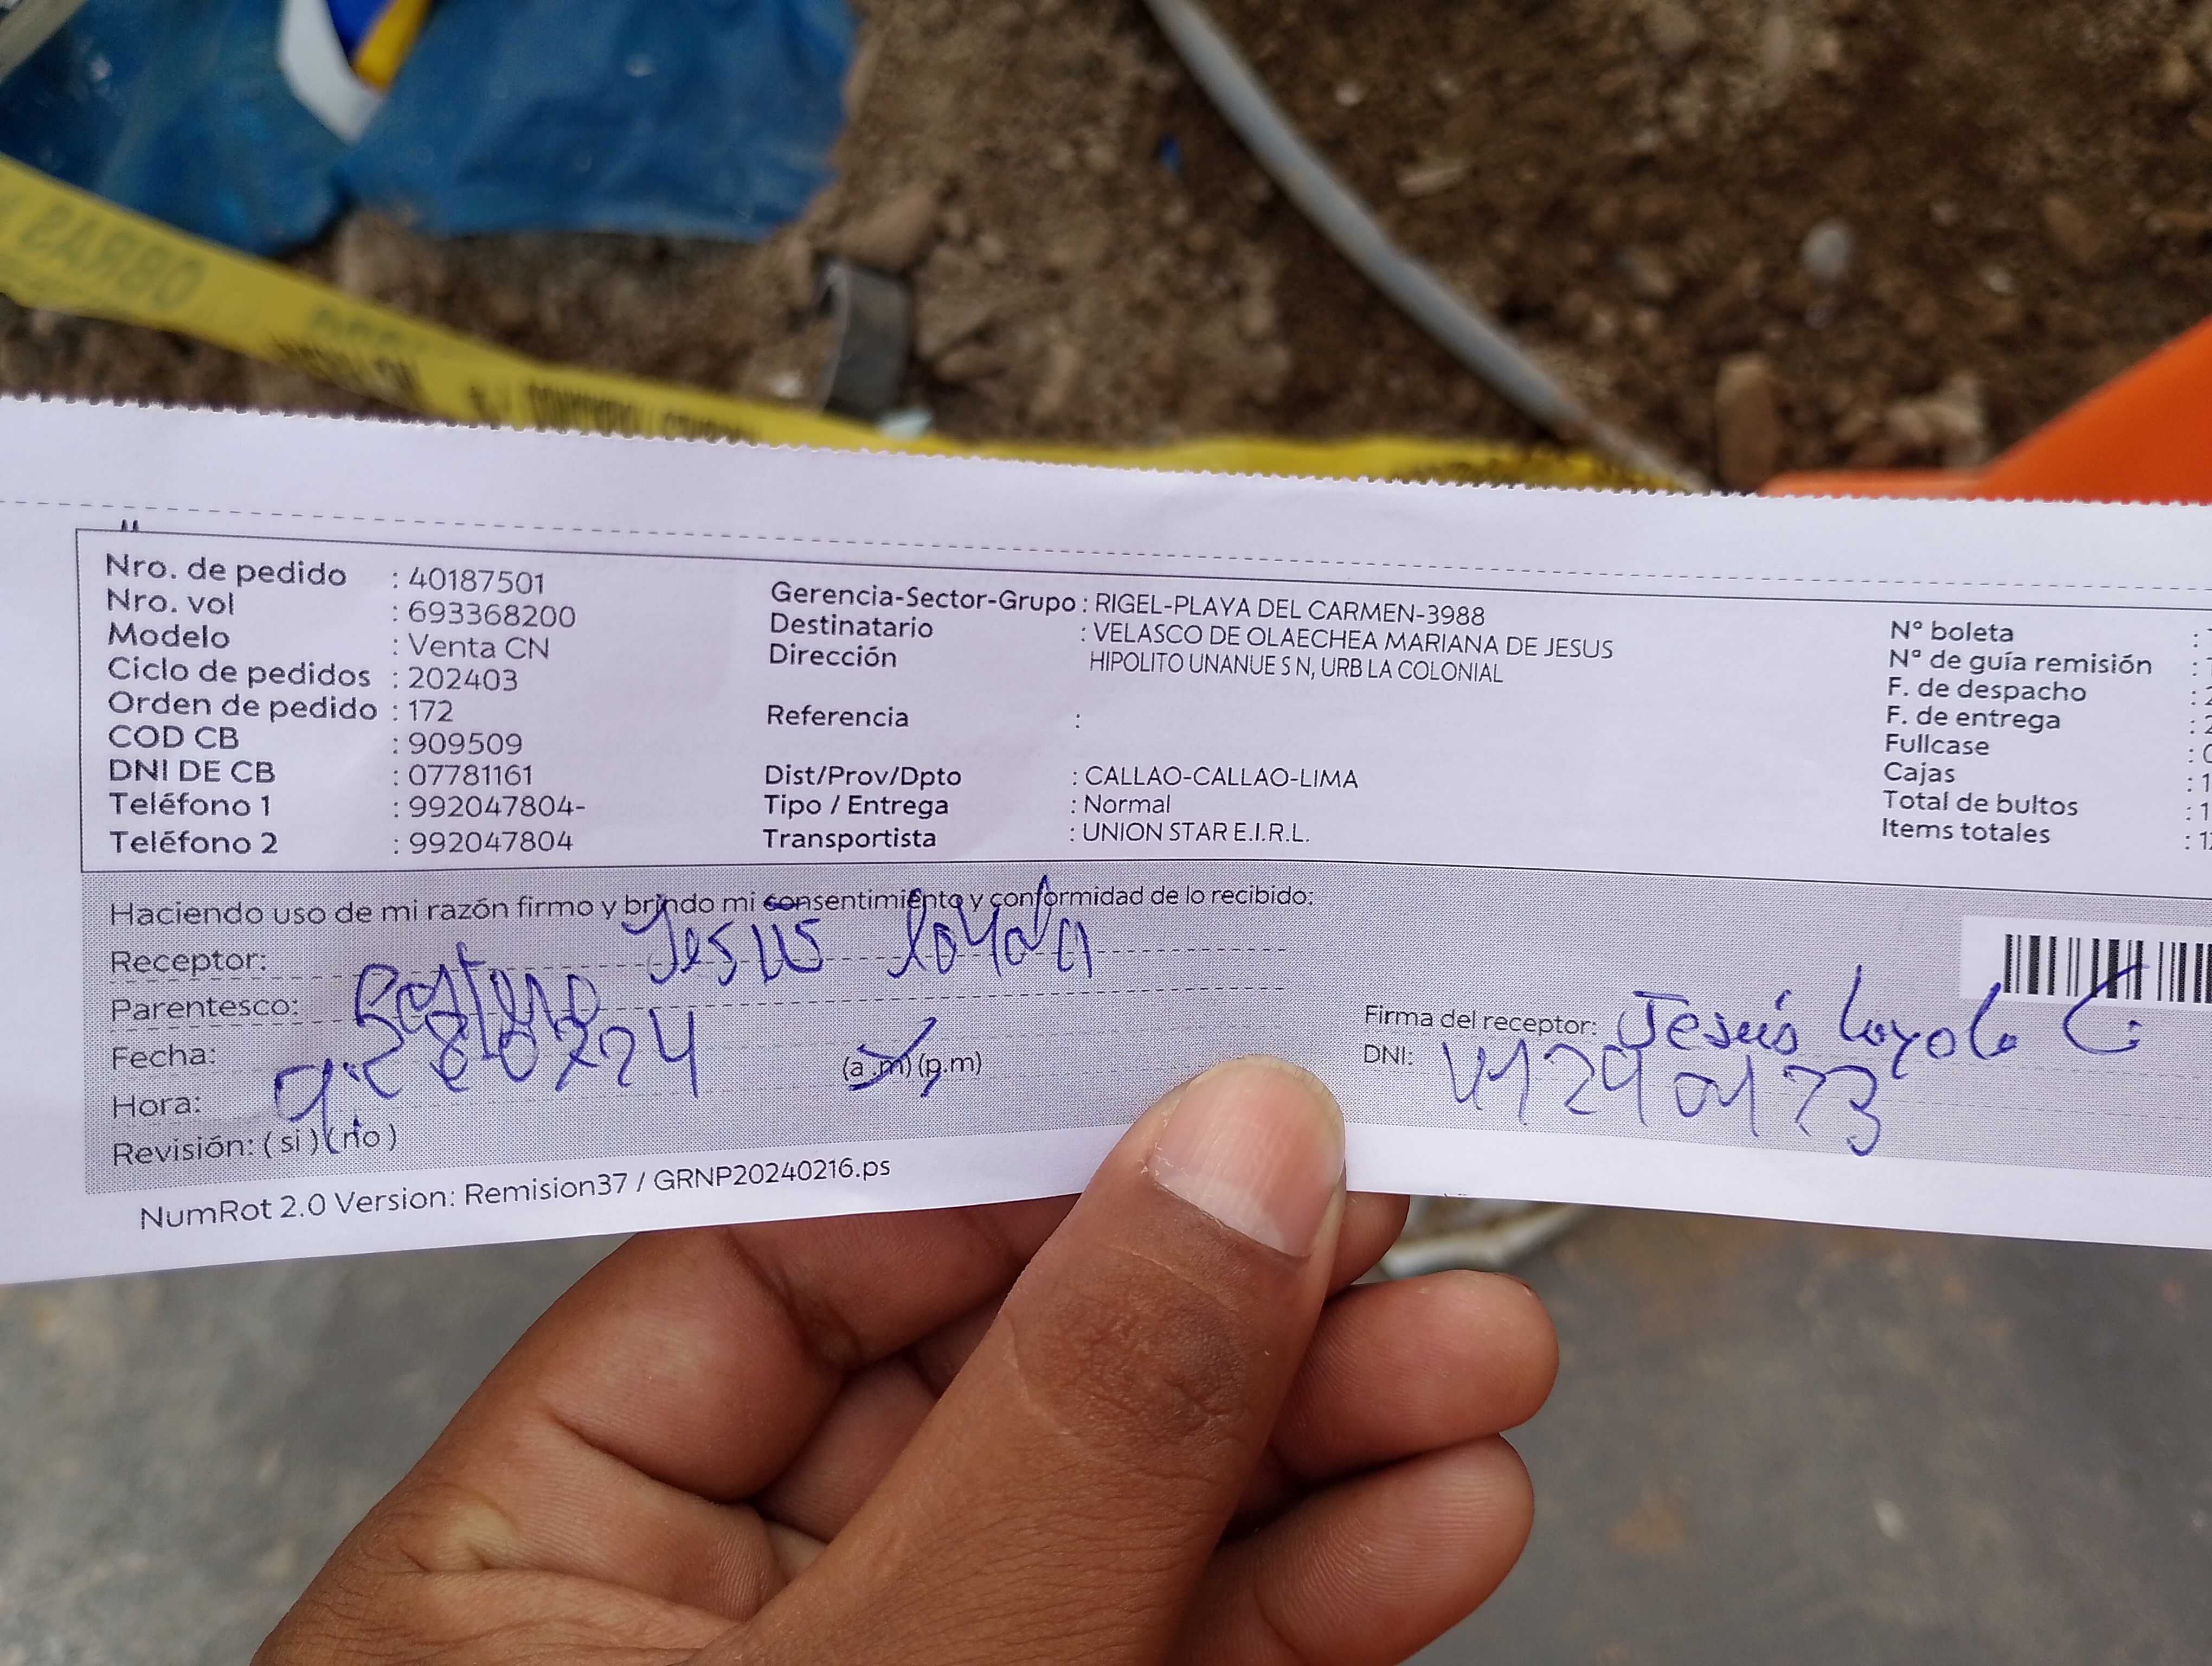 OBRAS
Nro. de pedido : 40187501
Nro. vol : 693368200
Modelo : Venta CN
Ciclo de pedidos : 202403
Orden de pedido : 172
COD CB : 909509
DNI DE CB : 07781161
Teléfono 1 : 992047804-
Teléfono 2 : 992047804
Gerencia-Sector-Grupo : RIGEL-PLAYA DEL CARMEN-3988
Destinatario : VELASCO DE OLAECHEA MARIANA DE JESUS
Dirección HIPOLITO UNANUE S N, URB LA COLONIAL
Referencia :
Dist/Prov/Dpto : CALLAO-CALLAO-LIMA
Tipo / Entrega : Normal
Transportista : UNION STAR E.I.R.L.
N° boleta :
N° de guía remisión :
F. de despacho : 2
F. de entrega : 2
Fullcase : 0
Cajas : 1
Total de bultos : 1
Items totales :
Haciendo uso de mi razón firmo y brindo mi consentimiento y conformidad de lo recibido:
Receptor: Jesus loyola
Parentesco:
Fecha:
Hora: (a.m) (p.m)
Revisión: ( si ) ( no )
Firma del receptor: Jesús loyola C
DNI:
NumRot 2.0 Version: Remision37 / GRNP20240216.ps